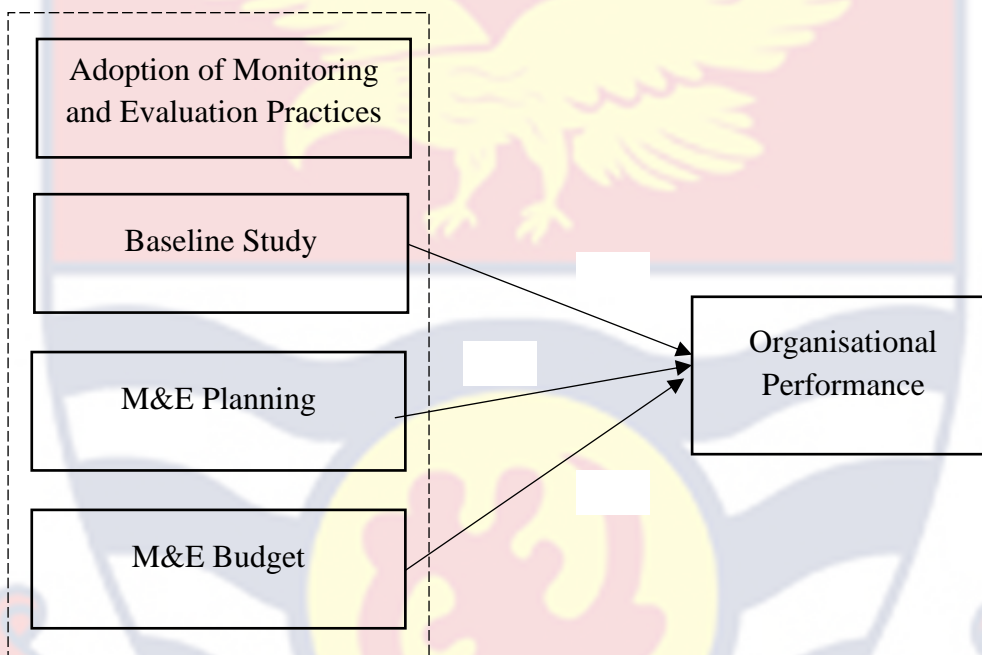 Adoption of Monitoring
and Evaluation Practices
Baseline Study
M&E Planning
M&E Budget
Organisational
Performance